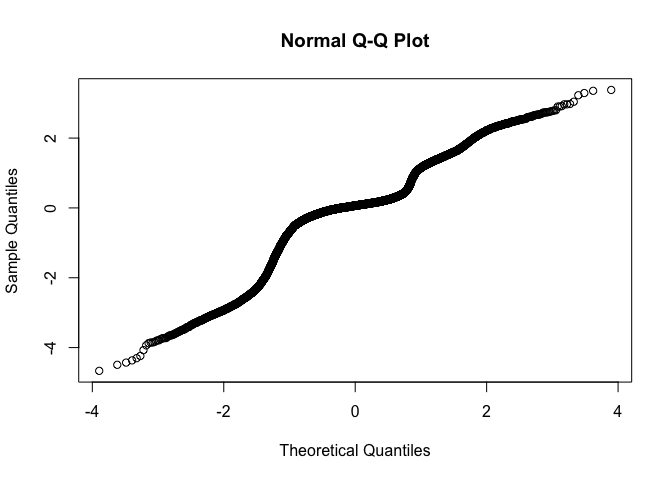 Normal Q-Q Plot
Sample Quantiles
2
0
-2
-4
-4 -2 0 2 4
Theoretical Quantiles